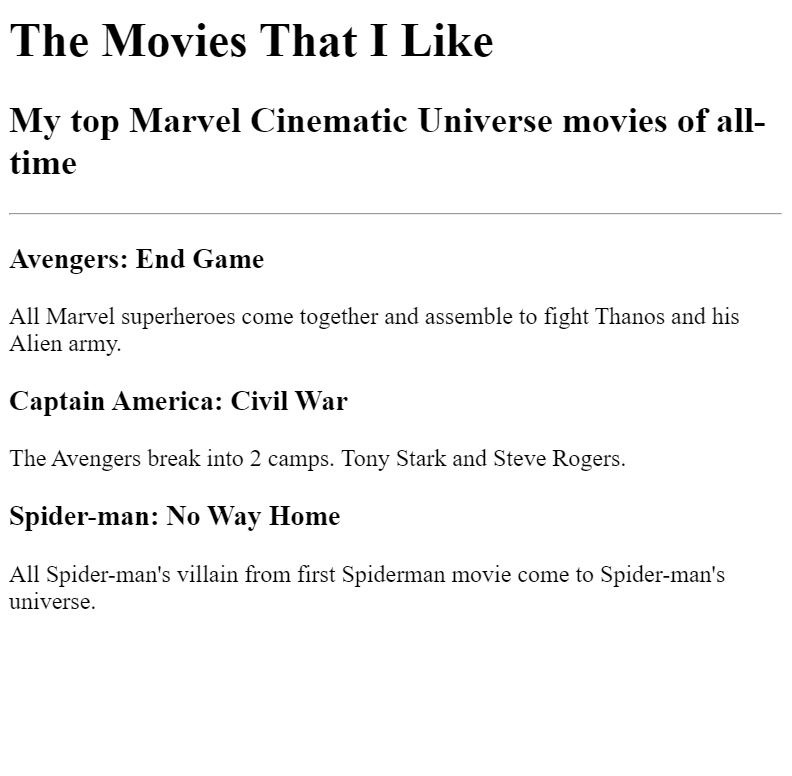 The Movies That I Like
My top Marvel Cinematic Universe movies of all-
time
Avengers: End Game
All Marvel superheroes come together and assemble to fight Thanos and his
Alien army.
Captain America: Civil War
The Avengers break into 2 camps. Tony Stark and Steve Rogers.
Spider-man: No Way Home
All Spider-man's villain from first Spiderman movie come to Spider-man's
universe.